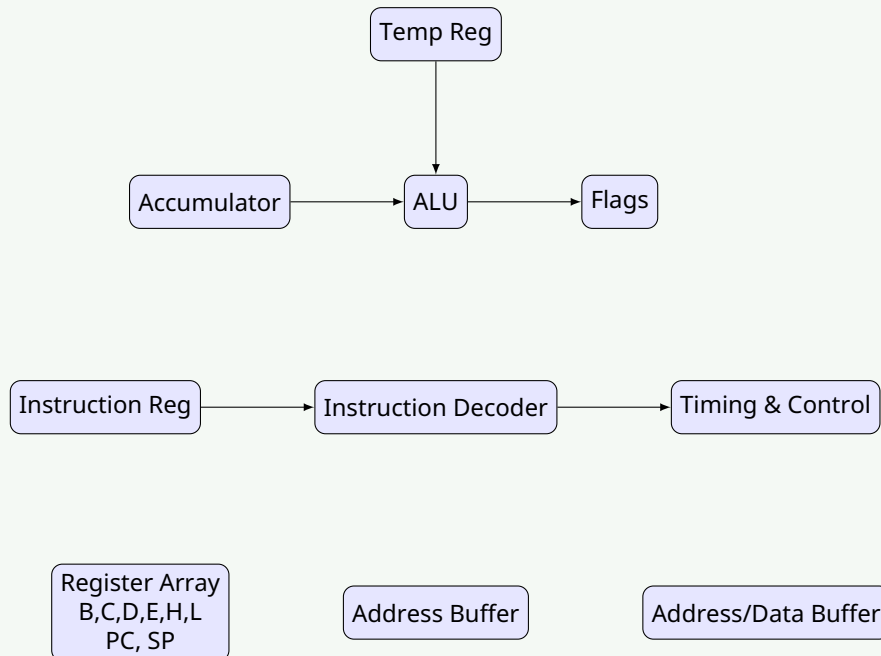 Temp Reg
Accumulator
ALU
Flags
Instruction Reg
Instruction Decoder
Timing & Control
Register Array
B,C,D,E,H,L
PC, SP
Address Buffer
Address/Data Buffer